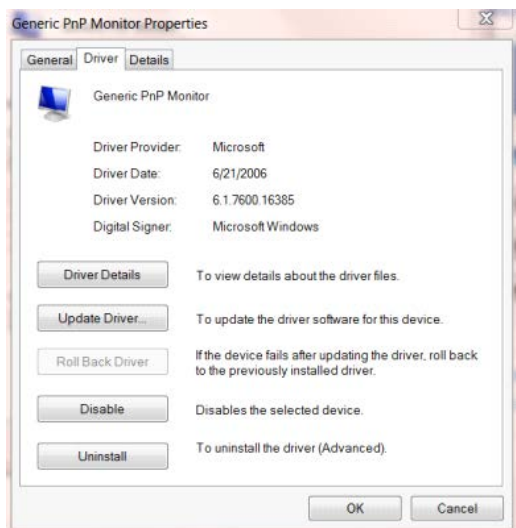 Generic PnP Monitor Properties
General Driver Details
Generic PnP Monitor
Driver Provider: Microsoft
Driver Date: 6/21/2006
Driver Version: 6.1.7600.16385
Digital Signer: Microsoft Windows
Driver Details To view details about the driver files.
Update Driver... To update the driver software for this device.
Roll Back Driver If the device fails after updating the driver, roll back
to the previously installed driver.
Disable Disables the selected device.
Uninstall To uninstall the driver (Advanced).
OK Cancel